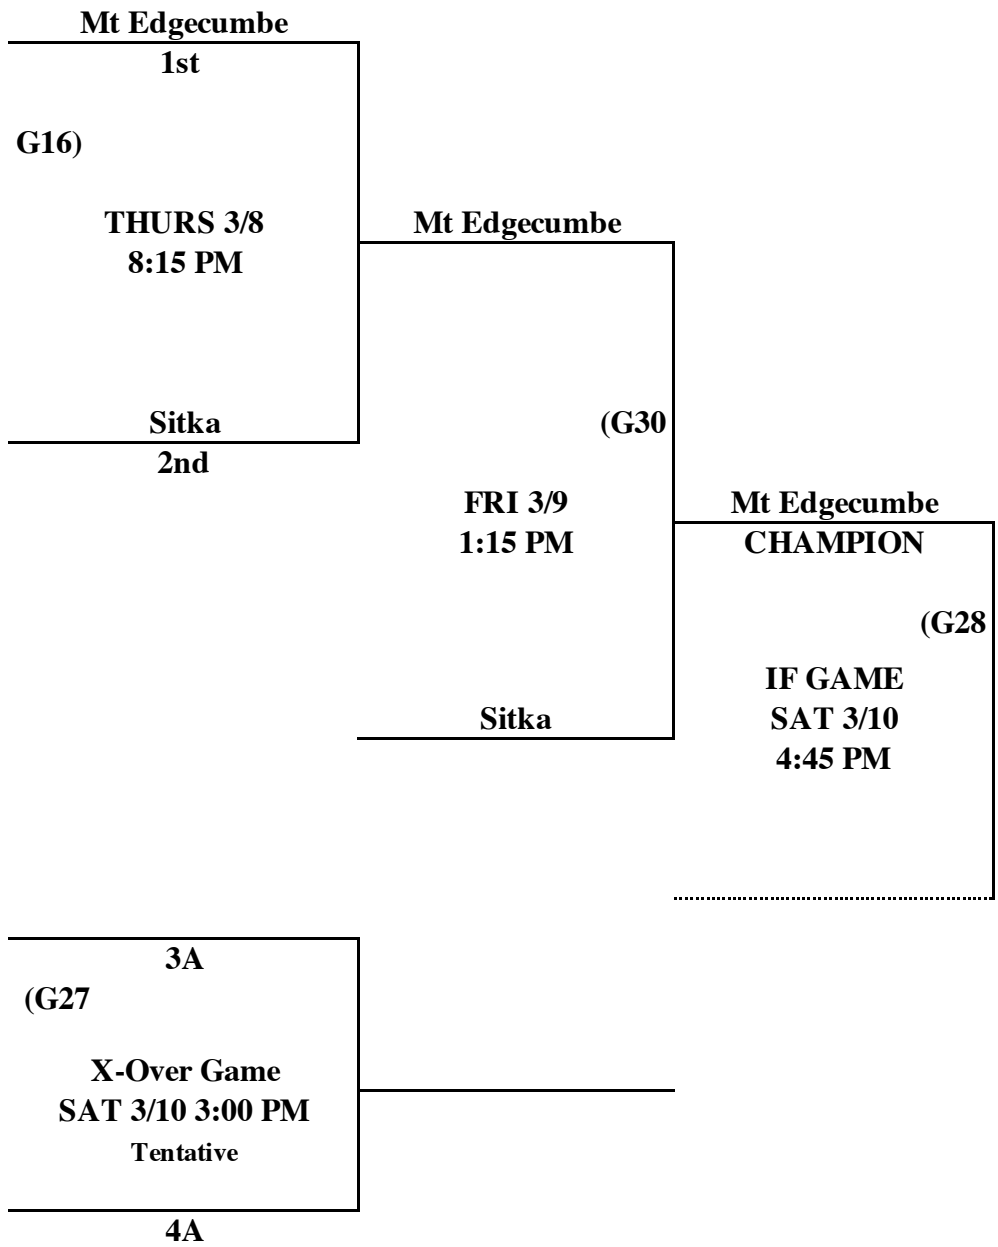 Mt Edgecumbe
1st
G16)
THURS 3/8
8:15 PM
Mt Edgecumbe
Sitka
2nd
(G30
FRI 3/9
1:15 PM
Mt Edgecumbe
CHAMPION
(G28
IF GAME
SAT 3/10
4:45 PM
Sitka
3A
(G27
X-Over Game
SAT 3/10 3:00 PM
Tentative
4A